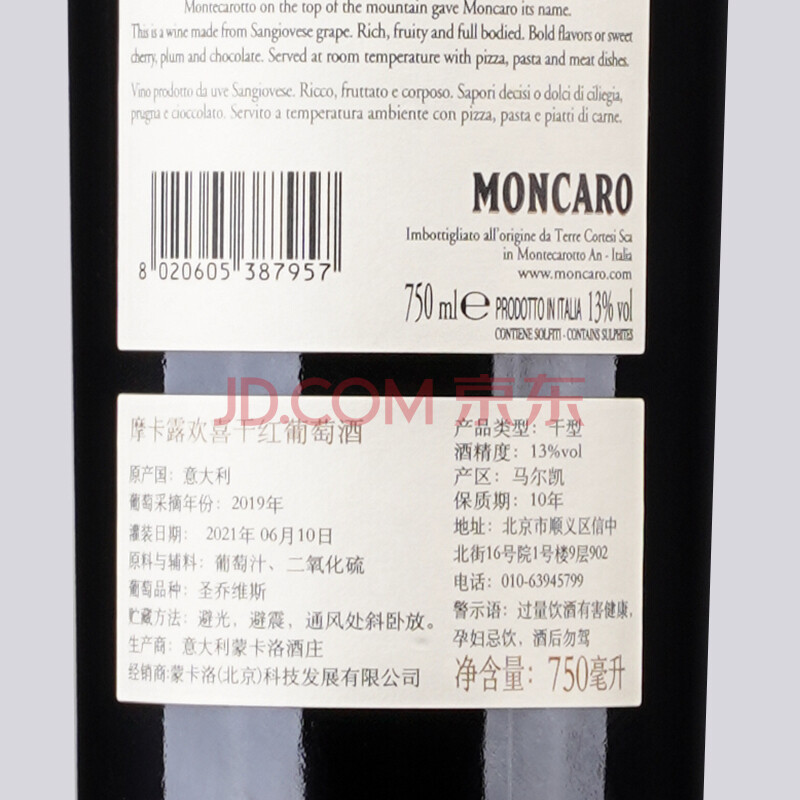 Montecarotto on the top of the mountain gave Moncaro its name.
This is a wine made from Sangiovese grape. Rich, fruity and full bodied. Bold flavors or sweet
cherry, plum and chocolate. Served at room temperature with pizza, pasta and meat dishes.
Vino prodotto da uve Sangiovese. Ricco, fruttato e corposo. Sapori decisi o dolci di ciliegia,
prugna e cioccolato. Servito a temperatura ambiente con pizza, pasta e piatti di carne.
MONCARO
Imbottigliato all'origine da Terre Cortesi Sca
in Montecarotto An - Italia
www.moncaro.com
8 020605 387957
750 ml e PRODOTTO IN ITALIA 13% vol
CONTIENE SOLFITI - CONTAINS SULPHITES
JD.COM 京东
摩卡露欢喜干红葡萄酒
原产国：意大利
葡萄采摘年份：2019年
灌装日期： 2021年 06月10日
原料与辅料：葡萄汁、二氧化硫
葡萄品种：圣乔维斯
贮藏方法：避光，避震，通风处斜卧放。
生产商：意大利蒙卡洛酒庄
经销商:蒙卡洛(北京)科技发展有限公司
产品类型：干型
酒精度：13%vol
产区：马尔凯
保质期：10年
地址：北京市顺义区信中
北街16号院1号楼9层902
电话：010-63945799
警示语：过量饮酒有害健康，
孕妇忌饮，酒后勿驾
净含量：750毫升